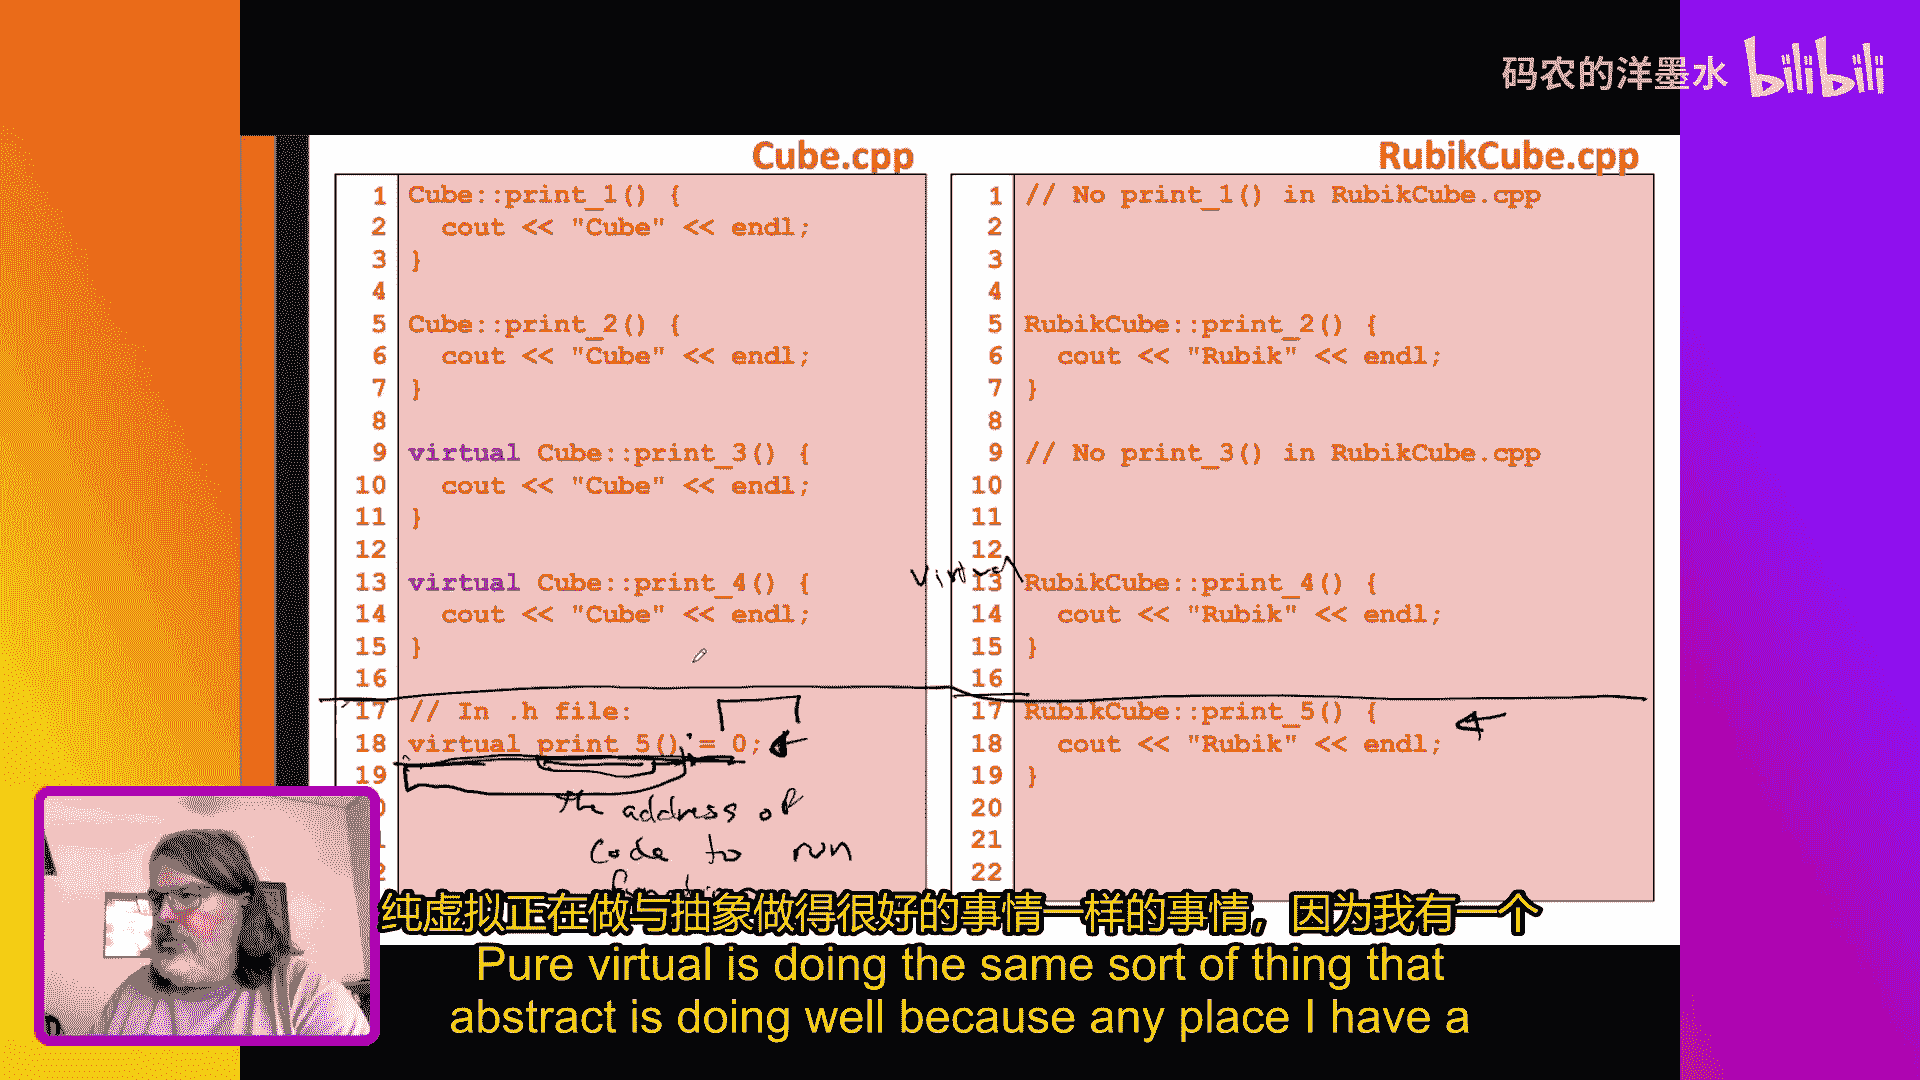 码农的洋墨水 bilibili
Cube.cpp
1 Cube::print_1() {
2 cout << "Cube" << endl;
3 }
4
5 Cube::print_2() {
6 cout << "Cube" << endl;
7 }
8
9 virtual Cube::print_3() {
10 cout << "Cube" << endl;
11 }
12
13 virtual Cube::print_4() {
14 cout << "Cube" << endl;
15 }
16
17 // In .h file:
18 virtual print_5() = 0;
19
the address of
code to run
RubikCube.cpp
1 // No print_1() in RubikCube.cpp
2
3
4
5 RubikCube::print_2() {
6 cout << "Rubik" << endl;
7 }
8
9 // No print_3() in RubikCube.cpp
10
11
12
virtual
13 RubikCube::print_4() {
14 cout << "Rubik" << endl;
15 }
16
17 RubikCube::print_5() {
18 cout << "Rubik" << endl;
19 }
20
21
22
纯虚拟正在做与抽象做得很好的事情一样的事情，因为我有一个
Pure virtual is doing the same sort of thing that
abstract is doing well because any place I have a